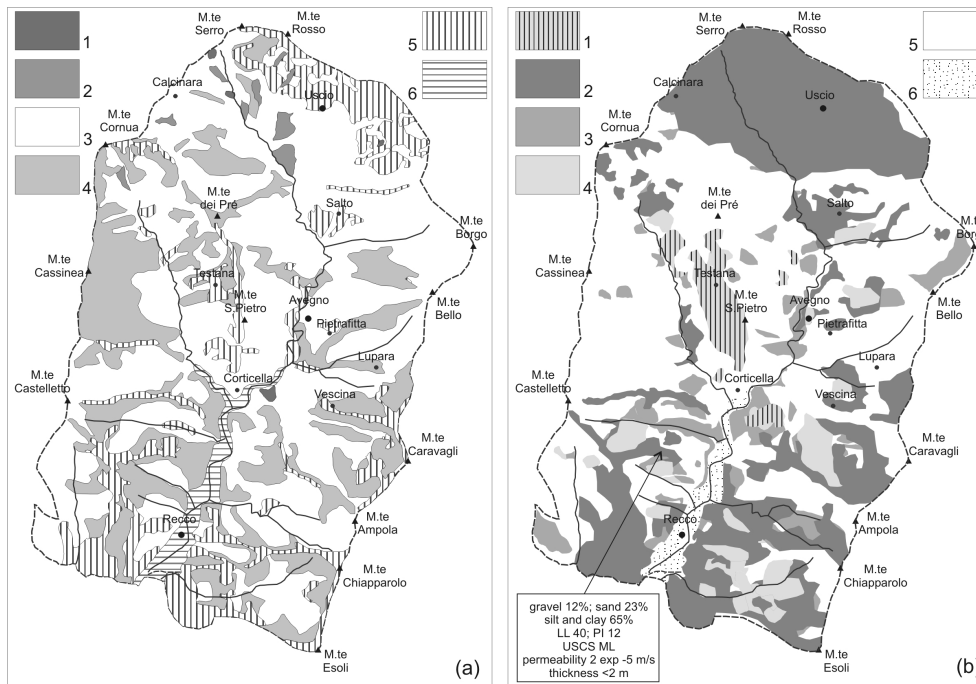 1
2
3
4
5
6
M.te
Serro
M.te
Rosso
Calcinara
Uscio
M.te
Cornua
M.te
dei Pré
Salto
M.te
Borgo
M.te
Cassinea
Testana
M.te
S.Pietro
Avegno
M.te
Bello
Pietrafitta
Lupara
Corticella
M.te
Castelletto
Vescina
M.te
Caravagli
Recco
M.te
Ampola
M.te
Chiapparolo
M.te
Esoli
(a)
1
2
3
4
5
6
M.te
Serro
M.te
Rosso
Calcinara
Uscio
M.te
Cornua
M.te
dei Pré
Salto
M.te
Borgo
M.te
Cassinea
Testana
M.te
S.Pietro
Avegno
M.te
Bello
Pietrafitta
Lupara
Corticella
M.te
Castelletto
Vescina
M.te
Caravagli
Recco
M.te
Ampola
M.te
Chiapparolo
gravel 12%; sand 23%
silt and clay 65%
LL 40; PI 12
USCS ML
permeability 2 exp -5 m/s
thickness <2 m
M.te
Esoli
(b)